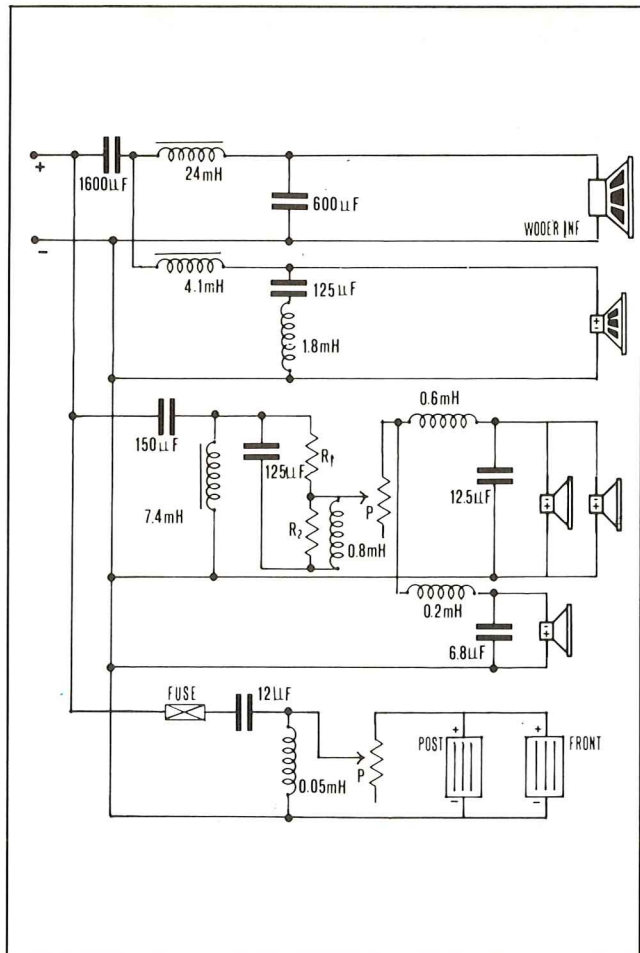 +
1600µF
24mH
600µF
WOOER INF
−
4.1mH
125µF
1.8mH
150µF
7.4mH
125µF
R1
R2
0.8mH
P
0.6mH
12.5µF
+
−
+
−
+
−
+
−
0.2mH
6.8µF
FUSE
12µF
0.05mH
P
POST
+
−
FRONT
+
−